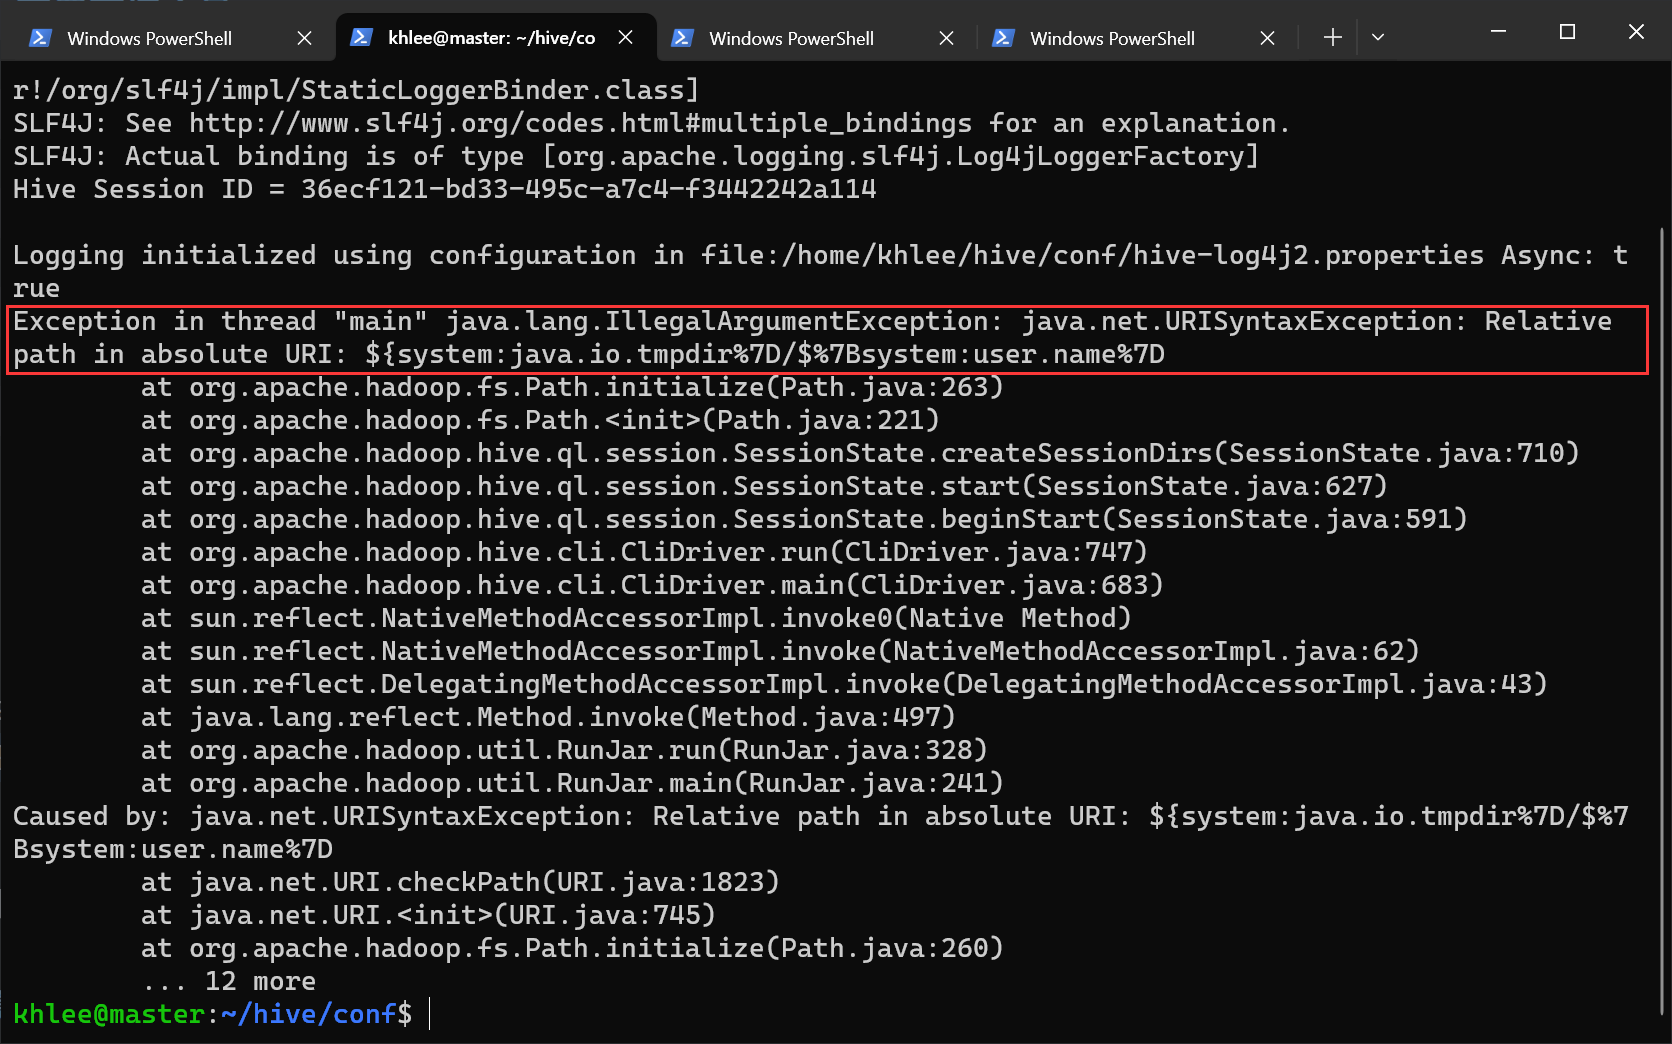 Windows PowerShell
khlee@master: ~/hive/co
Windows PowerShell
Windows PowerShell
r!/org/slf4j/impl/StaticLoggerBinder.class]
SLF4J: See http://www.slf4j.org/codes.html#multiple_bindings for an explanation.
SLF4J: Actual binding is of type [org.apache.logging.slf4j.Log4jLoggerFactory]
Hive Session ID = 36ecf121-bd33-495c-a7c4-f3442242a114
Logging initialized using configuration in file:/home/khlee/hive/conf/hive-log4j2.properties Async: t
rue
Exception in thread "main" java.lang.IllegalArgumentException: java.net.URISyntaxException: Relative
path in absolute URI: ${system:java.io.tmpdir%7D/$%7Bsystem:user.name%7D
at org.apache.hadoop.fs.Path.initialize(Path.java:263)
at org.apache.hadoop.fs.Path.<init>(Path.java:221)
at org.apache.hadoop.hive.ql.session.SessionState.createSessionDirs(SessionState.java:710)
at org.apache.hadoop.hive.ql.session.SessionState.start(SessionState.java:627)
at org.apache.hadoop.hive.ql.session.SessionState.beginStart(SessionState.java:591)
at org.apache.hadoop.hive.cli.CliDriver.run(CliDriver.java:747)
at org.apache.hadoop.hive.cli.CliDriver.main(CliDriver.java:683)
at sun.reflect.NativeMethodAccessorImpl.invoke0(Native Method)
at sun.reflect.NativeMethodAccessorImpl.invoke(NativeMethodAccessorImpl.java:62)
at sun.reflect.DelegatingMethodAccessorImpl.invoke(DelegatingMethodAccessorImpl.java:43)
at java.lang.reflect.Method.invoke(Method.java:497)
at org.apache.hadoop.util.RunJar.run(RunJar.java:328)
at org.apache.hadoop.util.RunJar.main(RunJar.java:241)
Caused by: java.net.URISyntaxException: Relative path in absolute URI: ${system:java.io.tmpdir%7D/$%7
Bsystem:user.name%7D
at java.net.URI.checkPath(URI.java:1823)
at java.net.URI.<init>(URI.java:745)
at org.apache.hadoop.fs.Path.initialize(Path.java:260)
... 12 more
khlee@master:~/hive/conf$